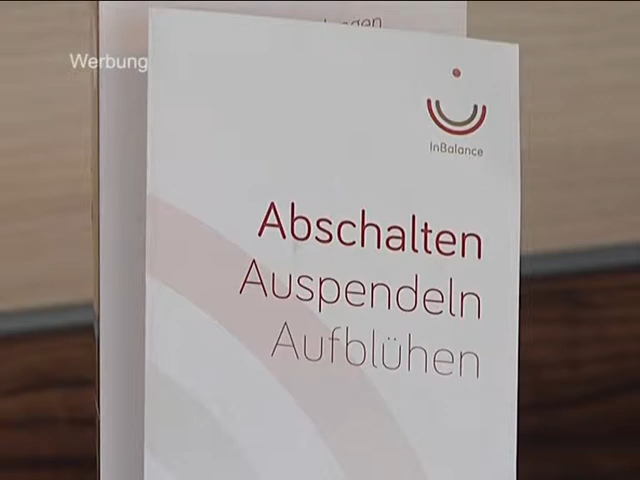 Werbung
InBalance
Abschalten
Auspendeln
Aufblühen